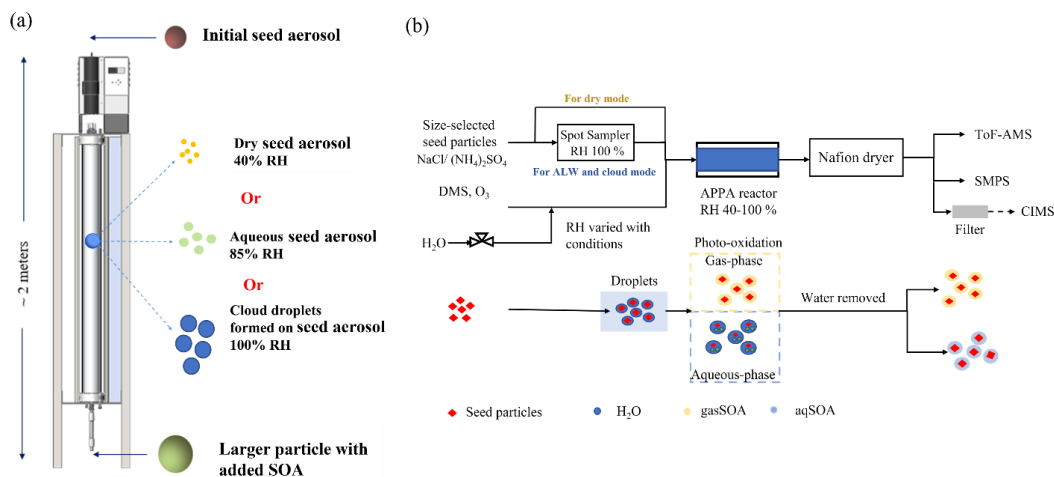 (a)
Initial seed aerosol
~ 2 meters
Dry seed aerosol
40% RH
Or
Aqueous seed aerosol
85% RH
Or
Cloud droplets
formed on seed aerosol
100% RH
Larger particle with
added SOA
(b)
For dry mode
Size-selected
seed particles
NaCl/ (NH₄)₂SO₄
Spot Sampler
RH 100 %
For ALW and cloud mode
DMS, O₃
H₂O
RH varied with
conditions
APPA reactor
RH 40-100 %
Nafion dryer
ToF-AMS
SMPS
CIMS
Filter
Photo-oxidation
Gas-phase
Droplets
Aqueous-phase
Water removed
Seed particles
H₂O
gasSOA
aqSOA